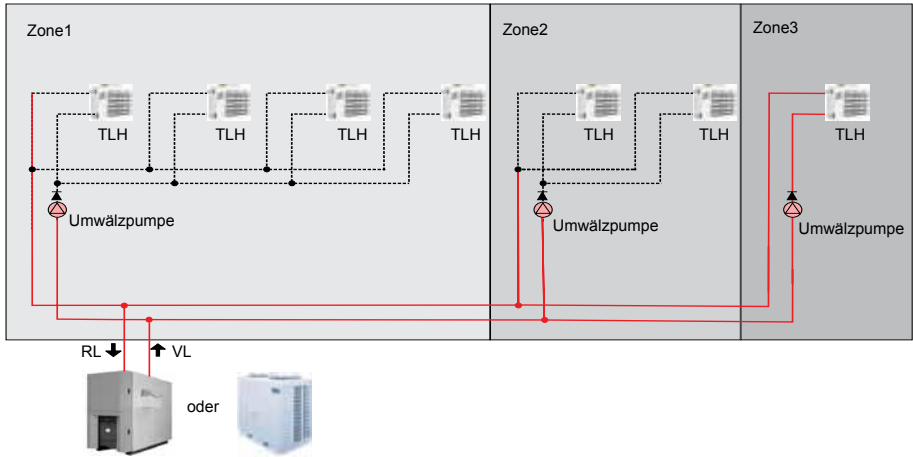 Zone1
Zone2
Zone3
TLH
TLH
TLH
TLH
TLH
TLH
TLH
Umwälzpumpe
Umwälzpumpe
Umwälzpumpe
RL
VL
oder